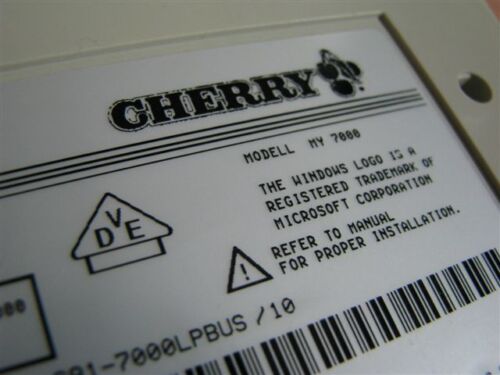 CHERRY
MODELL MY 7000
THE WINDOWS LOGO IS A
REGISTERED TRADEMARK OF
MICROSOFT CORPORATION
VDE
REFER TO MANUAL
FOR PROPER INSTALLATION.
-7000LPBUS /10